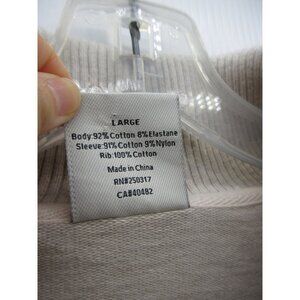 LARGE
Body:92%Cotton 8%Elastane
Sleeve:91%Cotton 9%Nylon
Rib:100%Cotton
Made in China
RN#250317
CA#40482